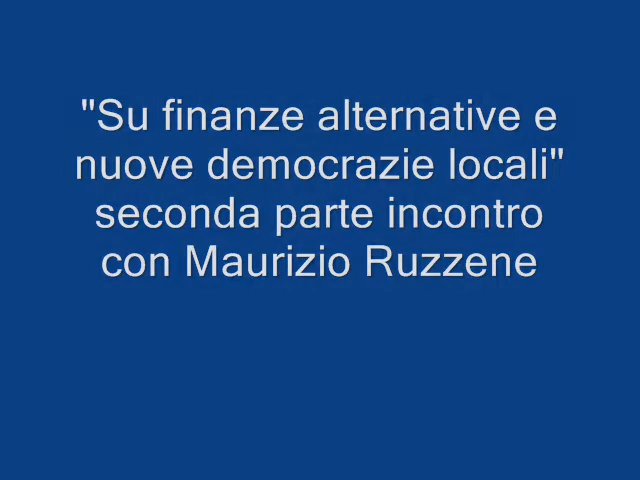 "Su finanze alternative e
nuove democrazie locali"
seconda parte incontro
con Maurizio Ruzzene